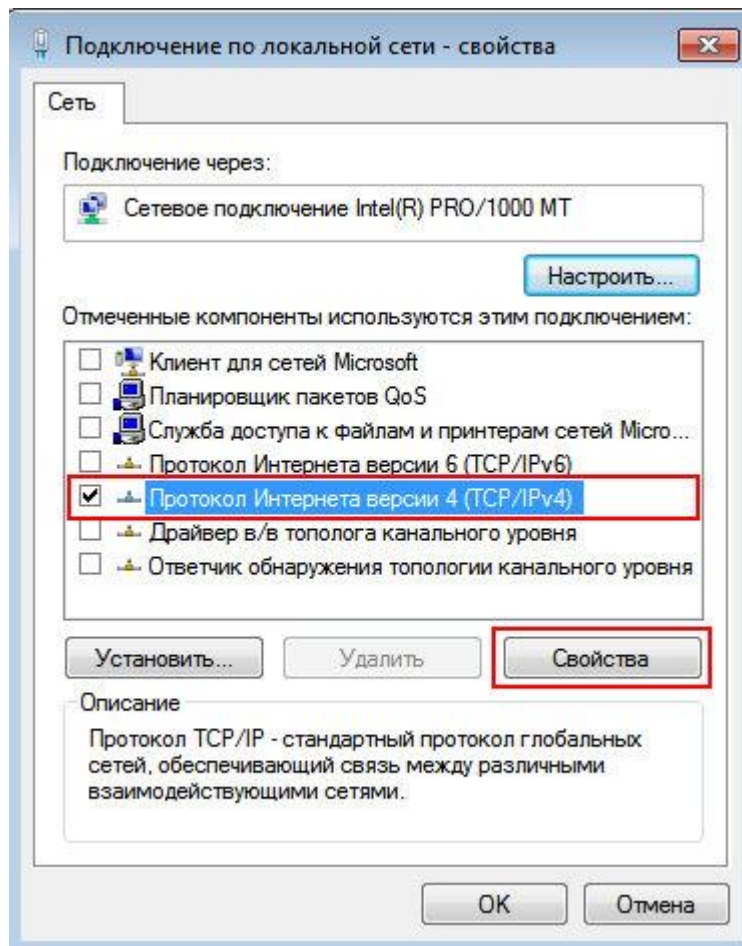 Подключение по локальной сети - свойства
Сеть
Подключение через:
Сетевое подключение Intel(R) PRO/1000 MT
Настроить...
Отмеченные компоненты используются этим подключением:
Клиент для сетей Microsoft
Планировщик пакетов QoS
Служба доступа к файлам и принтерам сетей Micro...
Протокол Интернета версии 6 (TCP/IPv6)
Протокол Интернета версии 4 (TCP/IPv4)
Драйвер в/в тополога канального уровня
Ответчик обнаружения топологии канального уровня
Установить...
Удалить
Свойства
Описание
Протокол TCP/IP - стандартный протокол глобальных
сетей, обеспечивающий связь между различными
взаимодействующими сетями.
OK
Отмена